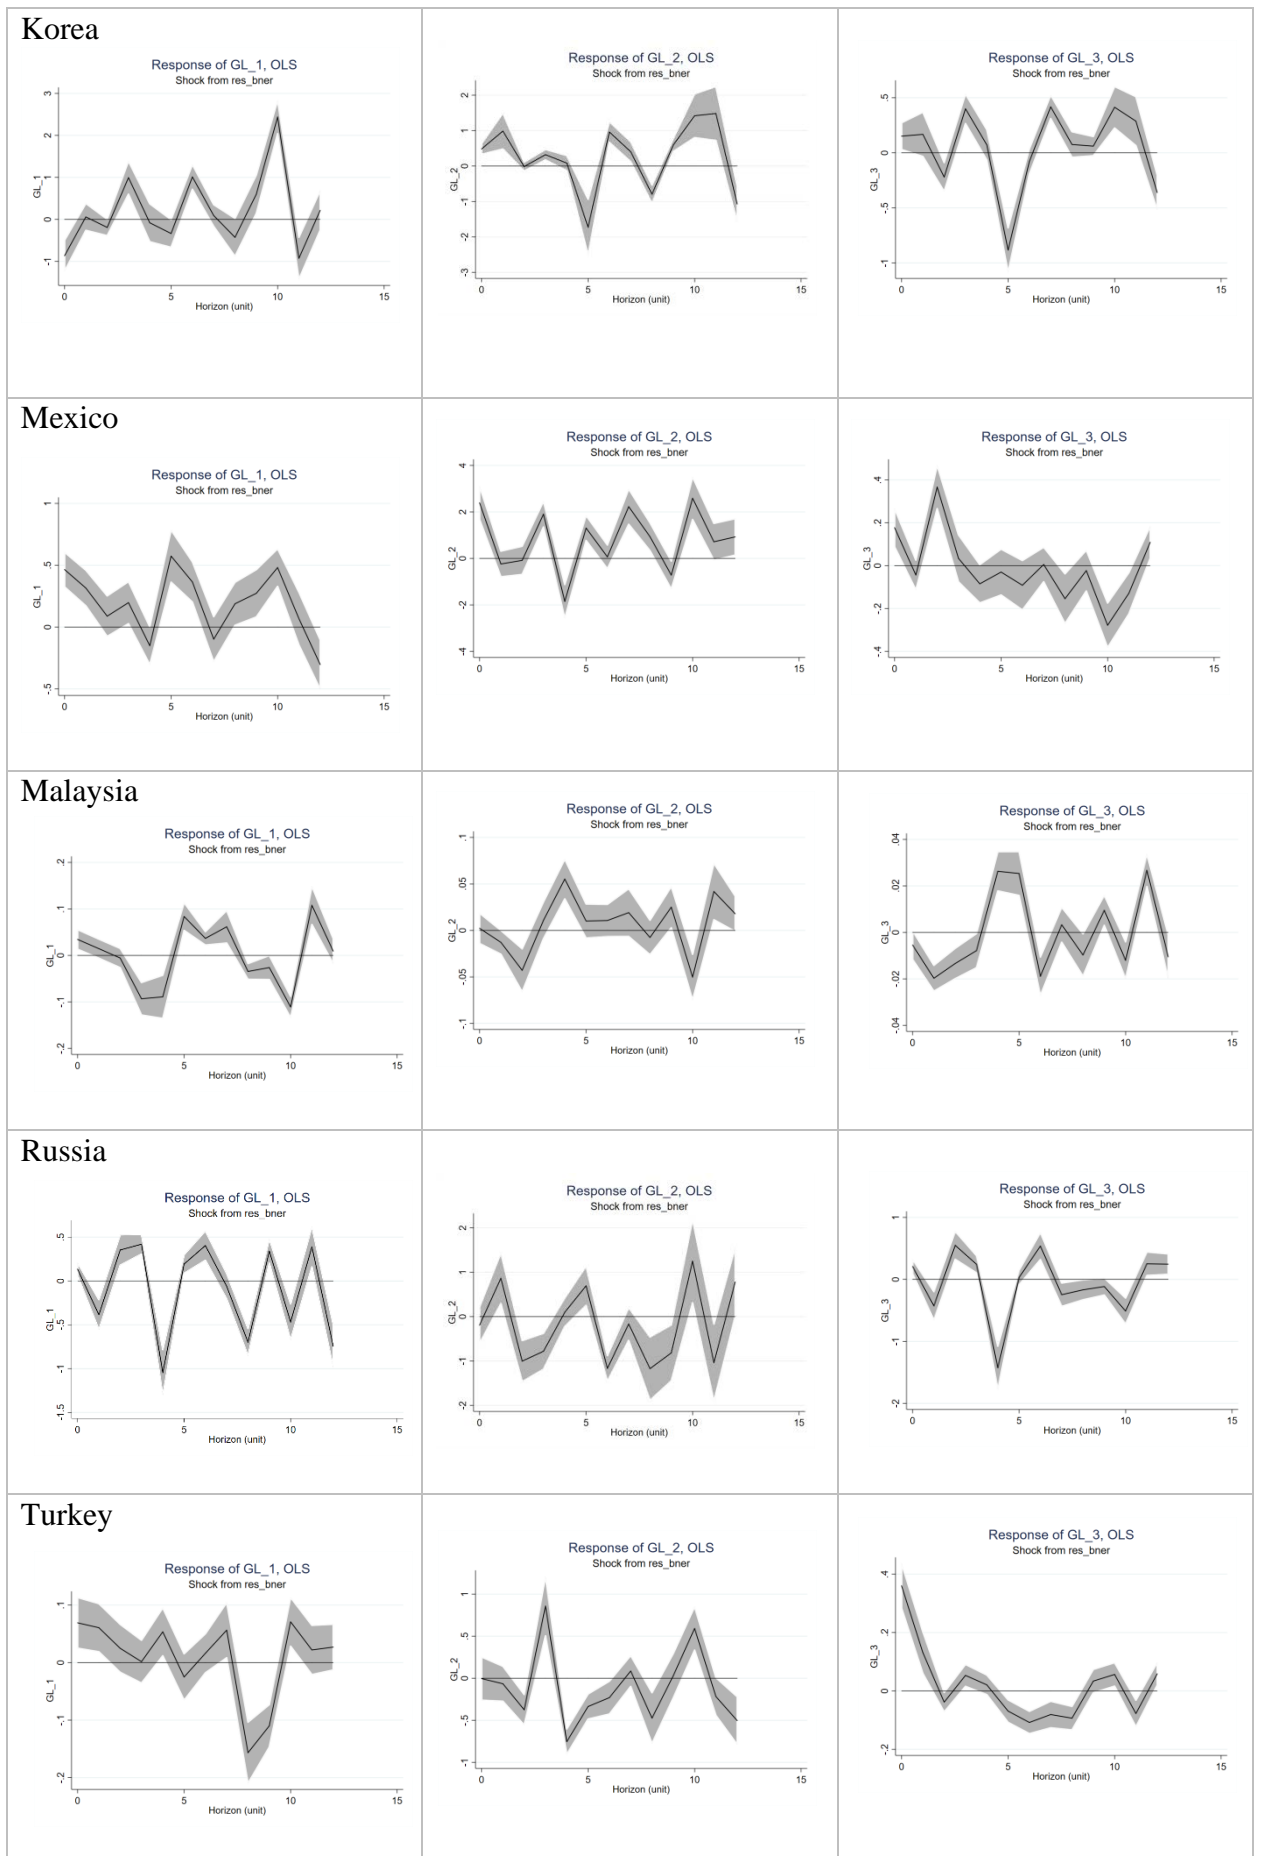 Korea
Response of GL_1, OLS
Shock from res_bner
3
2
1
0
-1
GL_1
0 5 10 15
Horizon (unit)
Response of GL_2, OLS
Shock from res_bner
2
1
0
-1
-2
-3
GL_2
0 5 10 15
Horizon (unit)
Response of GL_3, OLS
Shock from res_bner
.5
0
-.5
-1
GL_3
0 5 10 15
Horizon (unit)
Mexico
Response of GL_1, OLS
Shock from res_bner
1
.5
0
-.5
GL_1
0 5 10 15
Horizon (unit)
Response of GL_2, OLS
Shock from res_bner
4
2
0
-2
-4
GL_2
0 5 10 15
Horizon (unit)
Response of GL_3, OLS
Shock from res_bner
.4
.2
0
-.2
-.4
GL_3
0 5 10 15
Horizon (unit)
Malaysia
Response of GL_1, OLS
Shock from res_bner
.2
.1
0
-.1
-.2
GL_1
0 5 10 15
Horizon (unit)
Response of GL_2, OLS
Shock from res_bner
.1
.05
0
-.05
-.1
GL_2
0 5 10 15
Horizon (unit)
Response of GL_3, OLS
Shock from res_bner
.04
.02
0
-.02
-.04
GL_3
0 5 10 15
Horizon (unit)
Russia
Response of GL_1, OLS
Shock from res_bner
.5
0
-.5
-1
-1.5
GL_1
0 5 10 15
Horizon (unit)
Response of GL_2, OLS
Shock from res_bner
2
1
0
-1
-2
GL_2
0 5 10 15
Horizon (unit)
Response of GL_3, OLS
Shock from res_bner
1
0
-1
-2
GL_3
0 5 10 15
Horizon (unit)
Turkey
Response of GL_1, OLS
Shock from res_bner
.1
0
-.1
-.2
GL_1
0 5 10 15
Horizon (unit)
Response of GL_2, OLS
Shock from res_bner
1
.5
0
-.5
-1
GL_2
0 5 10 15
Horizon (unit)
Response of GL_3, OLS
Shock from res_bner
.4
.2
0
-.2
GL_3
0 5 10 15
Horizon (unit)